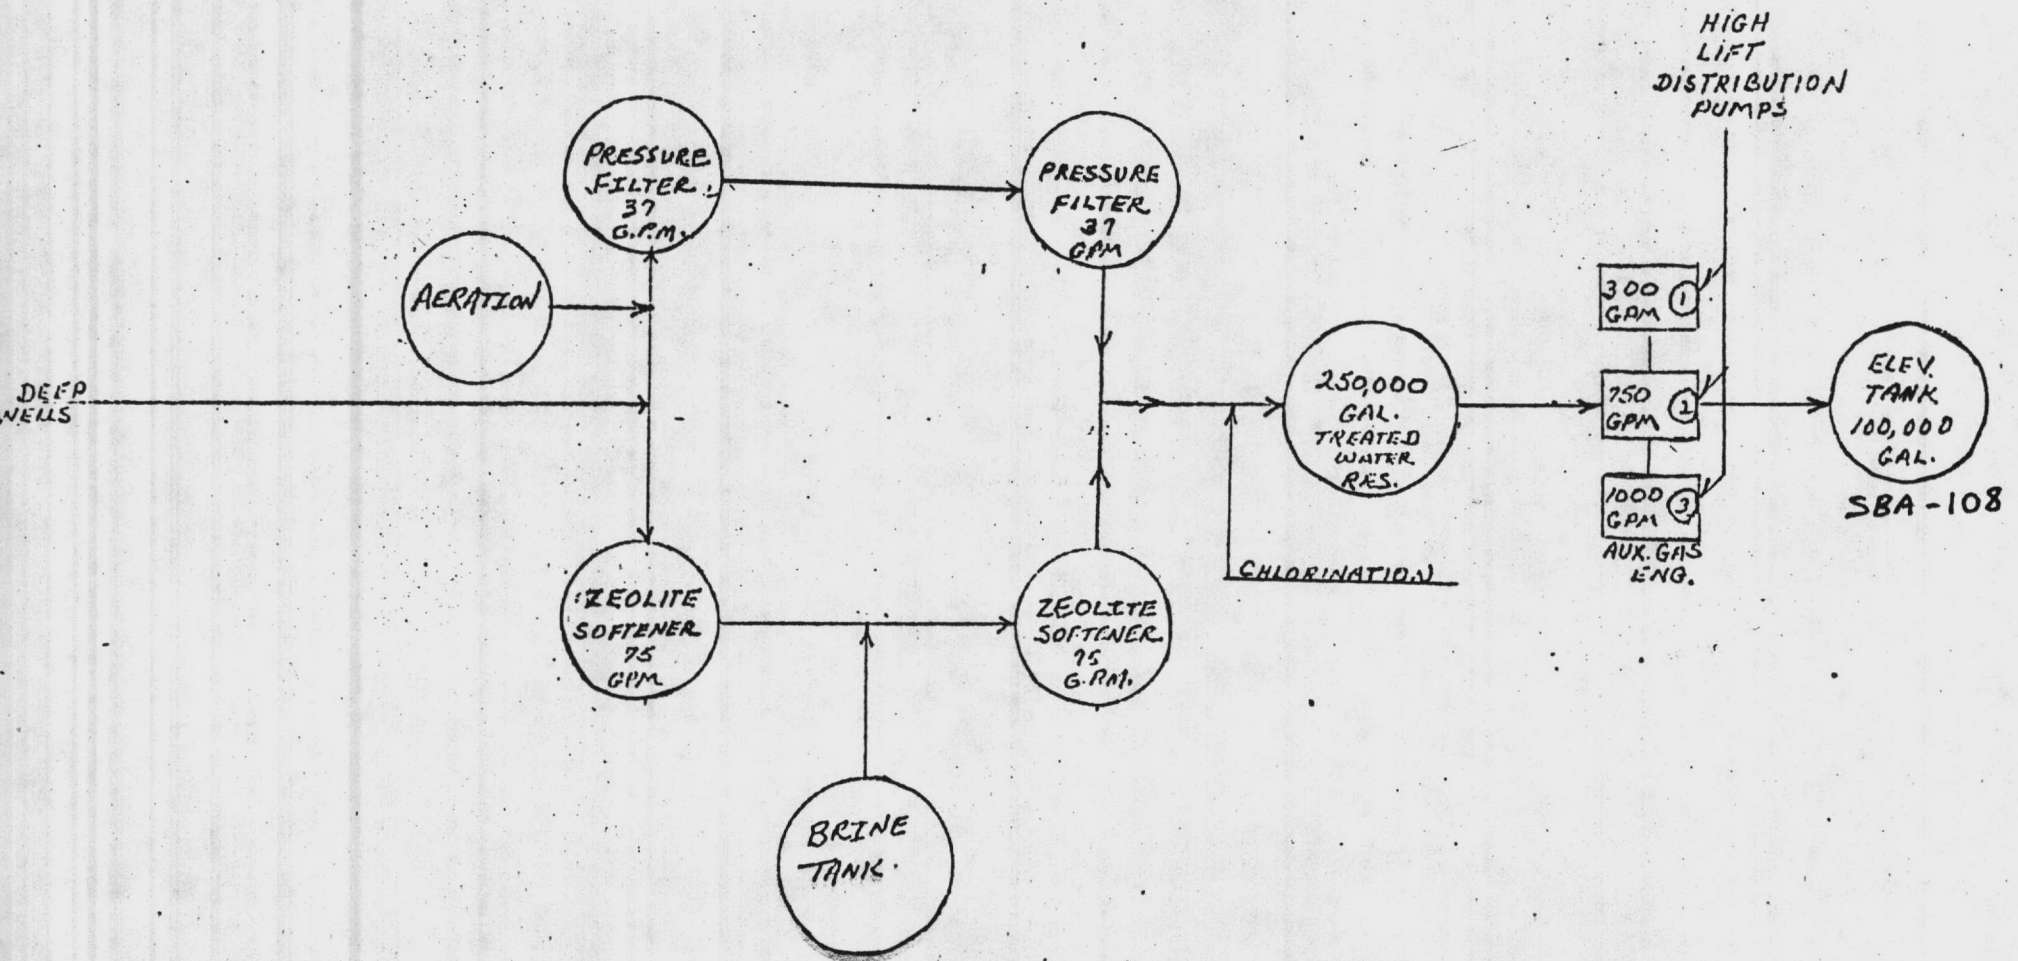 HIGH
LIFT
DISTRIBUTION
PUMPS
PRESSURE
FILTER
37
G.P.M.
PRESSURE
FILTER
37
GPM
AERATION
DEEP
WELLS
250,000
GAL.
TREATED
WATER
RES.
300
GPM 1
750
GPM 2
1000
GPM 3
AUX. GAS
ENG.
ELEV.
TANK
100,000
GAL.
SBA-108
CHLORINATION
ZEOLITE
SOFTENER
75
GPM
ZEOLITE
SOFTENER
75
G.P.M.
BRINE
TANK.